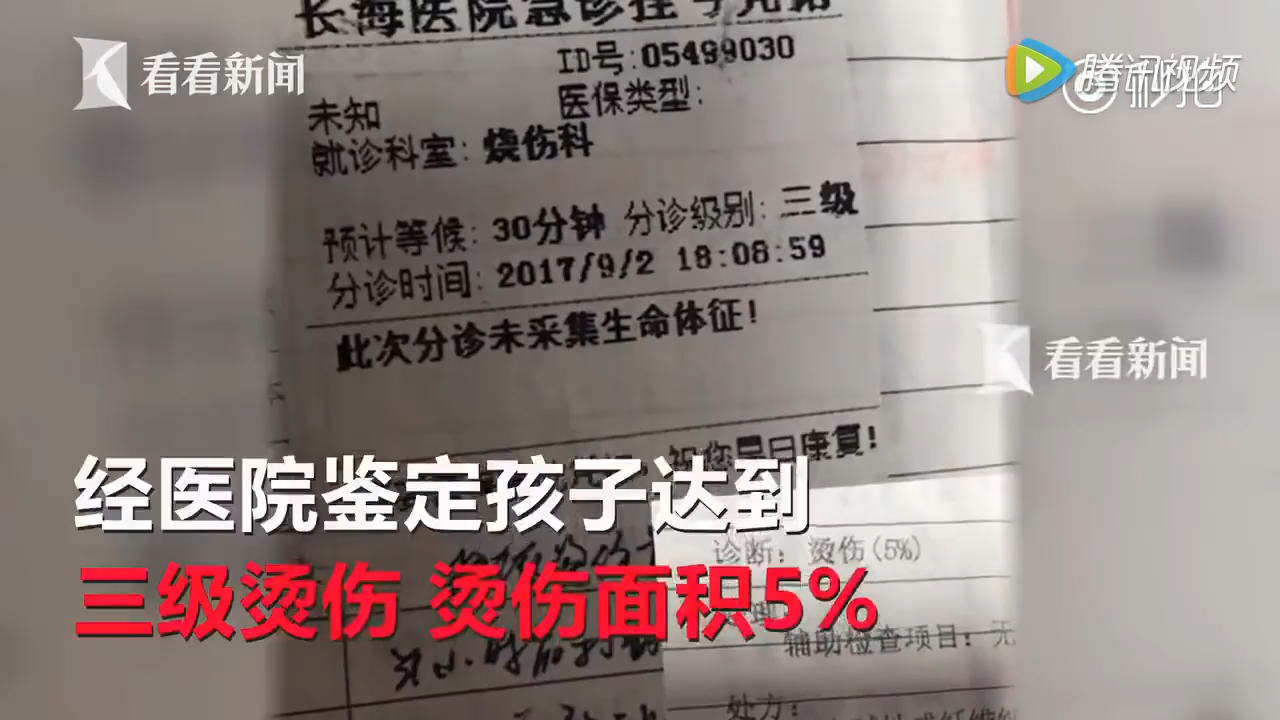 长海医院急诊挂号凭条
看看新闻
腾讯视频
秒拍
ID号:05499030
未知
医保类型:
就诊科室: 烧伤科
预计等候: 30分钟 分诊级别: 三级
分诊时间: 2017/9/2 18:08:59
此次分诊未采集生命体征!
看看新闻
祝您早日康复!
经医院鉴定孩子达到
诊断: 烫伤(5%)
三级烫伤 烫伤面积5%
辅助检查项目: 无
处方: